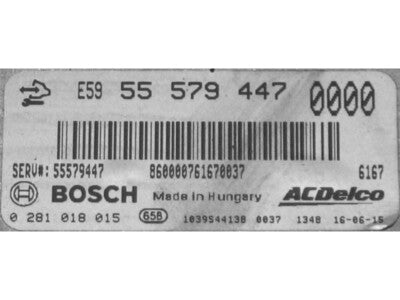 E59 55 579 447 0000
SERV#: 55579447 860000761670037 6167
BOSCH Made in Hungary ACDelco
0 281 018 015 65B 1039S44138 0037 1348 16-06-15